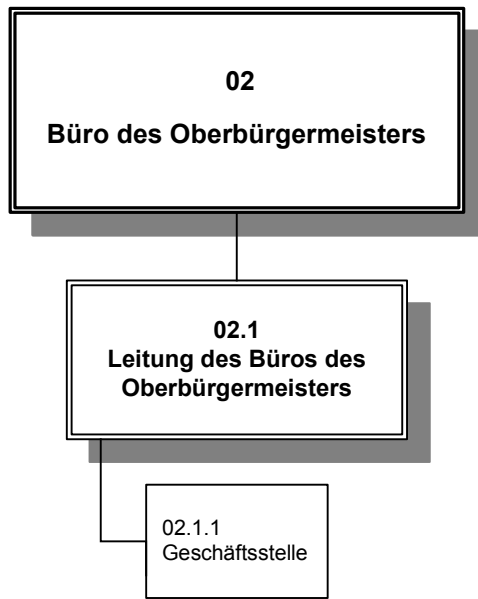 02
Büro des Oberbürgermeisters
02.1
Leitung des Büros des
Oberbürgermeisters
02.1.1
Geschäftsstelle